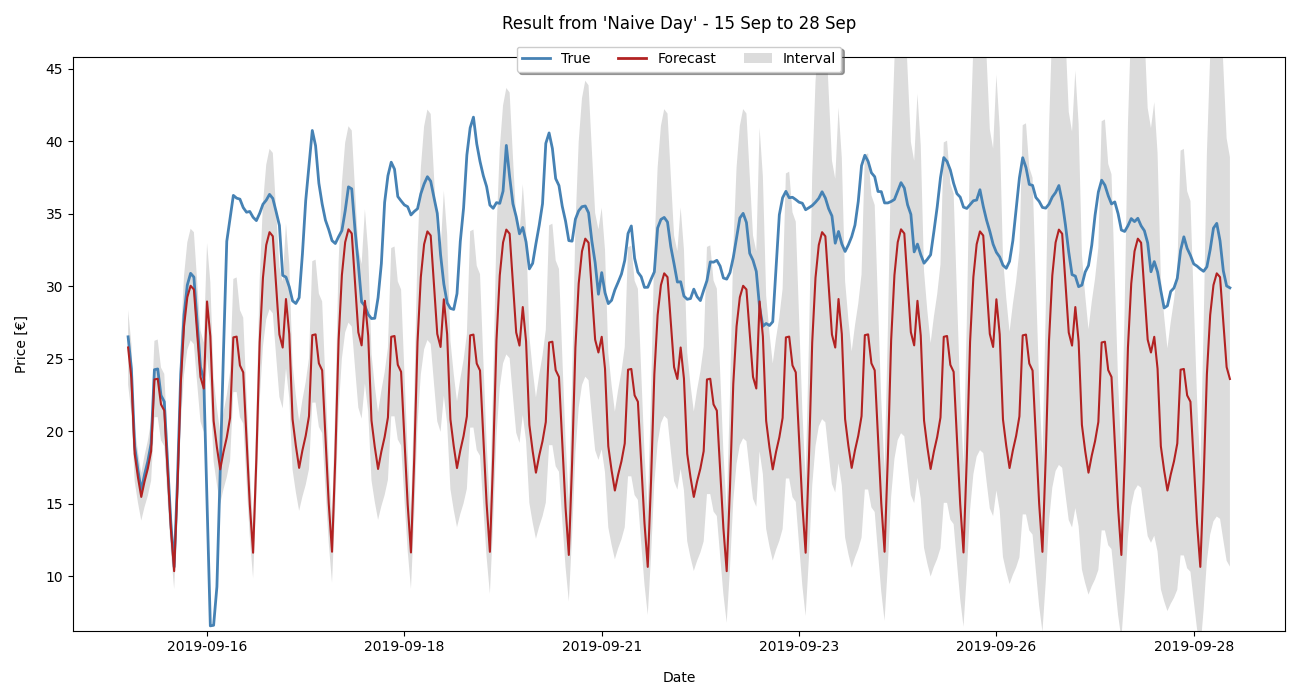 Result from 'Naive Day' - 15 Sep to 28 Sep
True
Forecast
Interval
45
40
35
30
25
20
15
10
Price [€]
2019-09-16
2019-09-18
2019-09-21
2019-09-23
2019-09-26
2019-09-28
Date